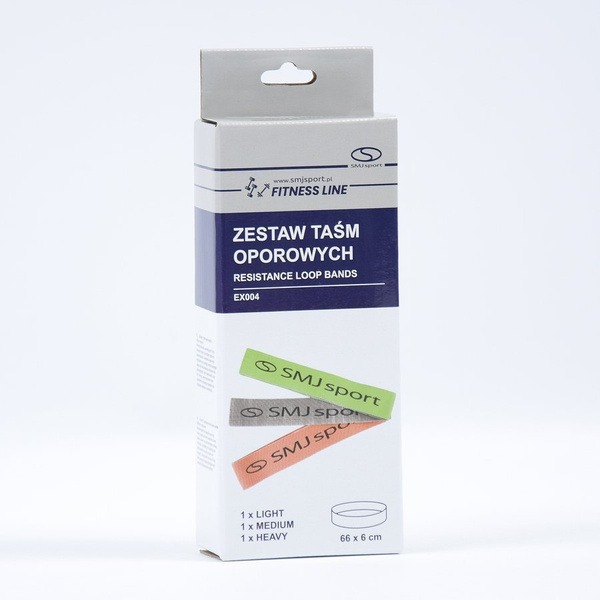 SMJ sport
www.smjsport.pl
FITNESS LINE
ZESTAW TAŚM
OPOROWYCH
RESISTANCE LOOP BANDS
EX004
SMJ sport
SMJ sport
SMJ spo
1 x LIGHT
1 x MEDIUM
1 x HEAVY
66 x 6 cm